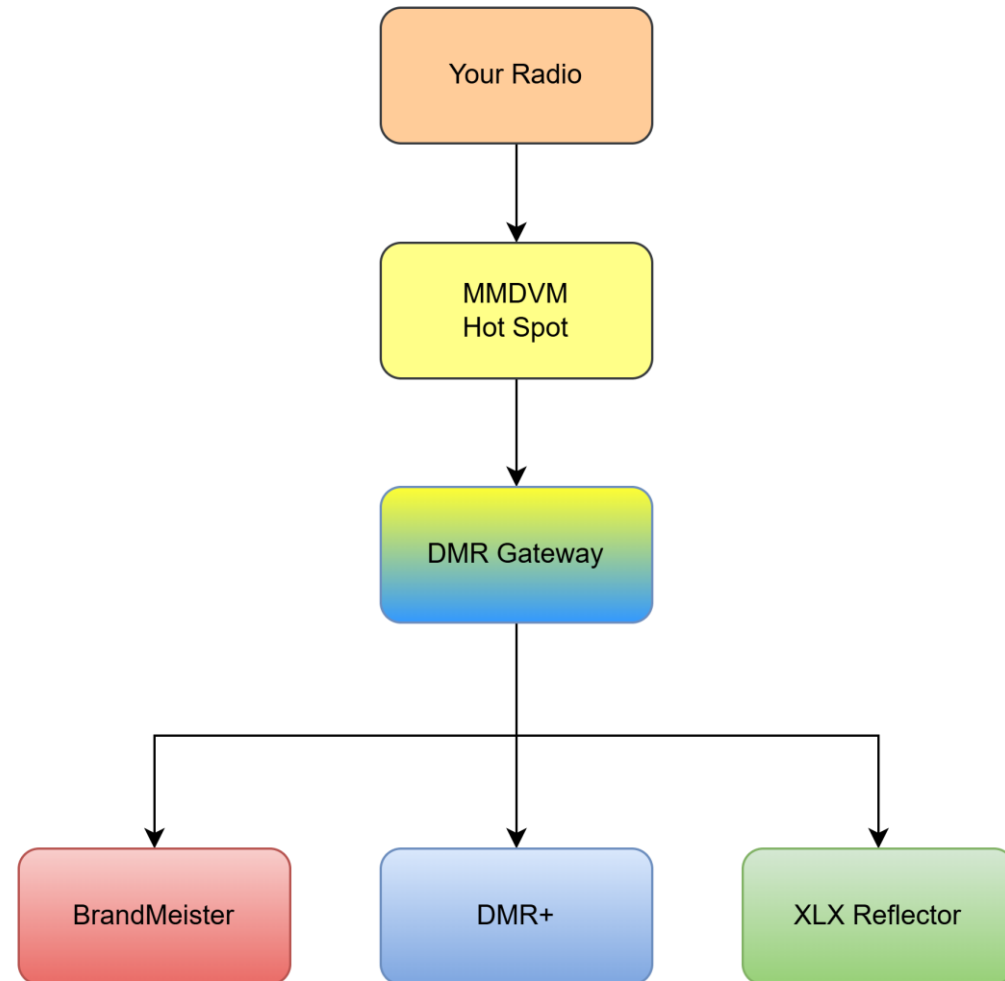 Your Radio
MMDVM
Hot Spot
DMR Gateway
BrandMeister
DMR+
XLX Reflector